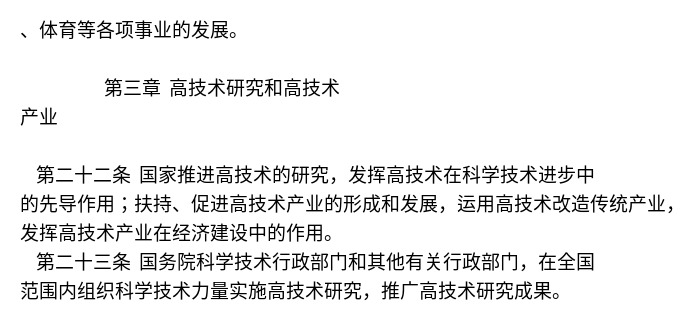 、体育等各项事业的发展。
第三章 高技术研究和高技术
产业
第二十二条 国家推进高技术的研究，发挥高技术在科学技术进步中
的先导作用；扶持、促进高技术产业的形成和发展，运用高技术改造传统产业，
发挥高技术产业在经济建设中的作用。
第二十三条 国务院科学技术行政部门和其他有关行政部门，在全国
范围内组织科学技术力量实施高技术研究，推广高技术研究成果。